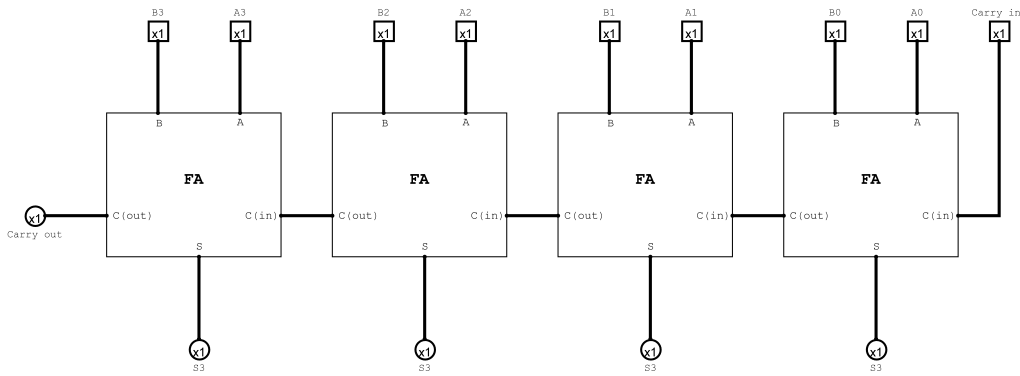 B3 A3 B2 A2 B1 A1 B0 A0 Carry in
x1 x1 x1 x1 x1 x1 x1 x1 x1
B A B A B A B A
FA FA FA FA
x1 C(out) C(in) C(out) C(in) C(out) C(in) C(out) C(in)
Carry out
S S S S
x1 x1 x1 x1
S3 S3 S3 S3